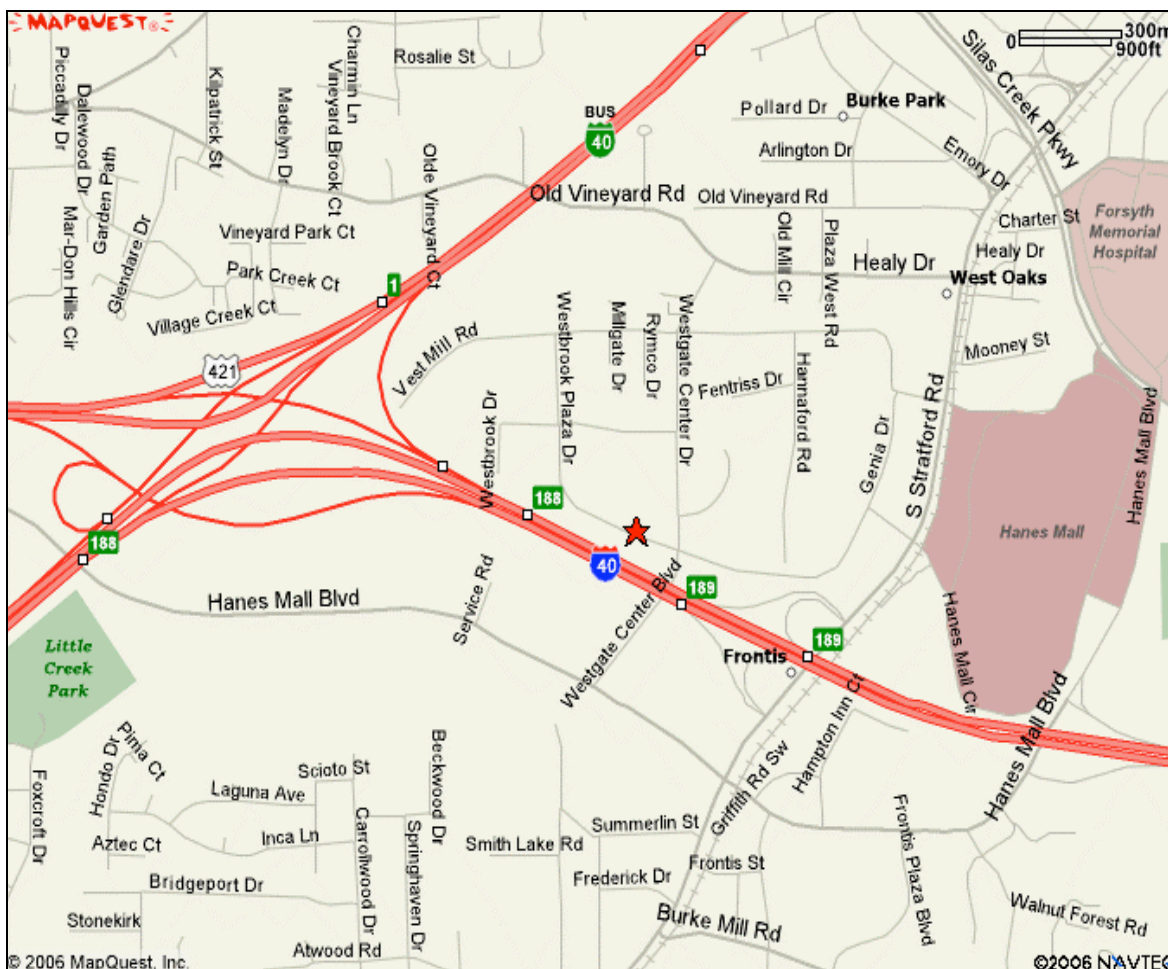 MAPQUEST
300m
0
900ft
Piccadilly Dr
Dalewood Dr
Garden Path
Mar-Don Hills Cir
Glendare Dr
Kilpatrick St
Madelyn Dr
Charmin Ln
Vineyard Brook Ct
Rosalie St
Olde Vineyard Ct
BUS
40
Pollard Dr
Burke Park
Arlington Dr
Emory Dr
Silas Creek Pkwy
Old Vineyard Rd
Old Vineyard Rd
Charter St
Forsyth
Memorial
Hospital
Vineyard Park Ct
Park Creek Ct
Village Creek Ct
1
421
Old Mill Cir
Plaza West Rd
Healy Dr
Healy Dr
West Oaks
Mooney St
Vest Mill Rd
Westbrook Plaza Dr
Millgate Dr
Rymco Dr
Westgate Center Dr
Fentriss Dr
Hannaford Rd
Genia Dr
S Stratford Rd
Hanes Mall Blvd
Hanes Mall
Westbrook Dr
188
188
40
189
189
Hanes Mall Blvd
Service Rd
Westgate Center Blvd
Frontis
Hanes Mall Cir
Hanes Mall Blvd
Hampton Inn Ct
Griffith Rd Sw
Little
Creek
Park
Foxcroft Dr
Hondo Dr
Pima Ct
Scioto St
Laguna Ave
Inca Ln
Aztec Ct
Bridgeport Dr
Stonekirk
Atwood Rd
Carrollwood Dr
Springhaven Dr
Beckwood Dr
Smith Lake Rd
Summerlin St
Frontis St
Frederick Dr
Burke Mill Rd
Frontis Plaza Blvd
Walnut Forest Rd
© 2006 MapQuest, Inc.
©2006 NAVTEQ